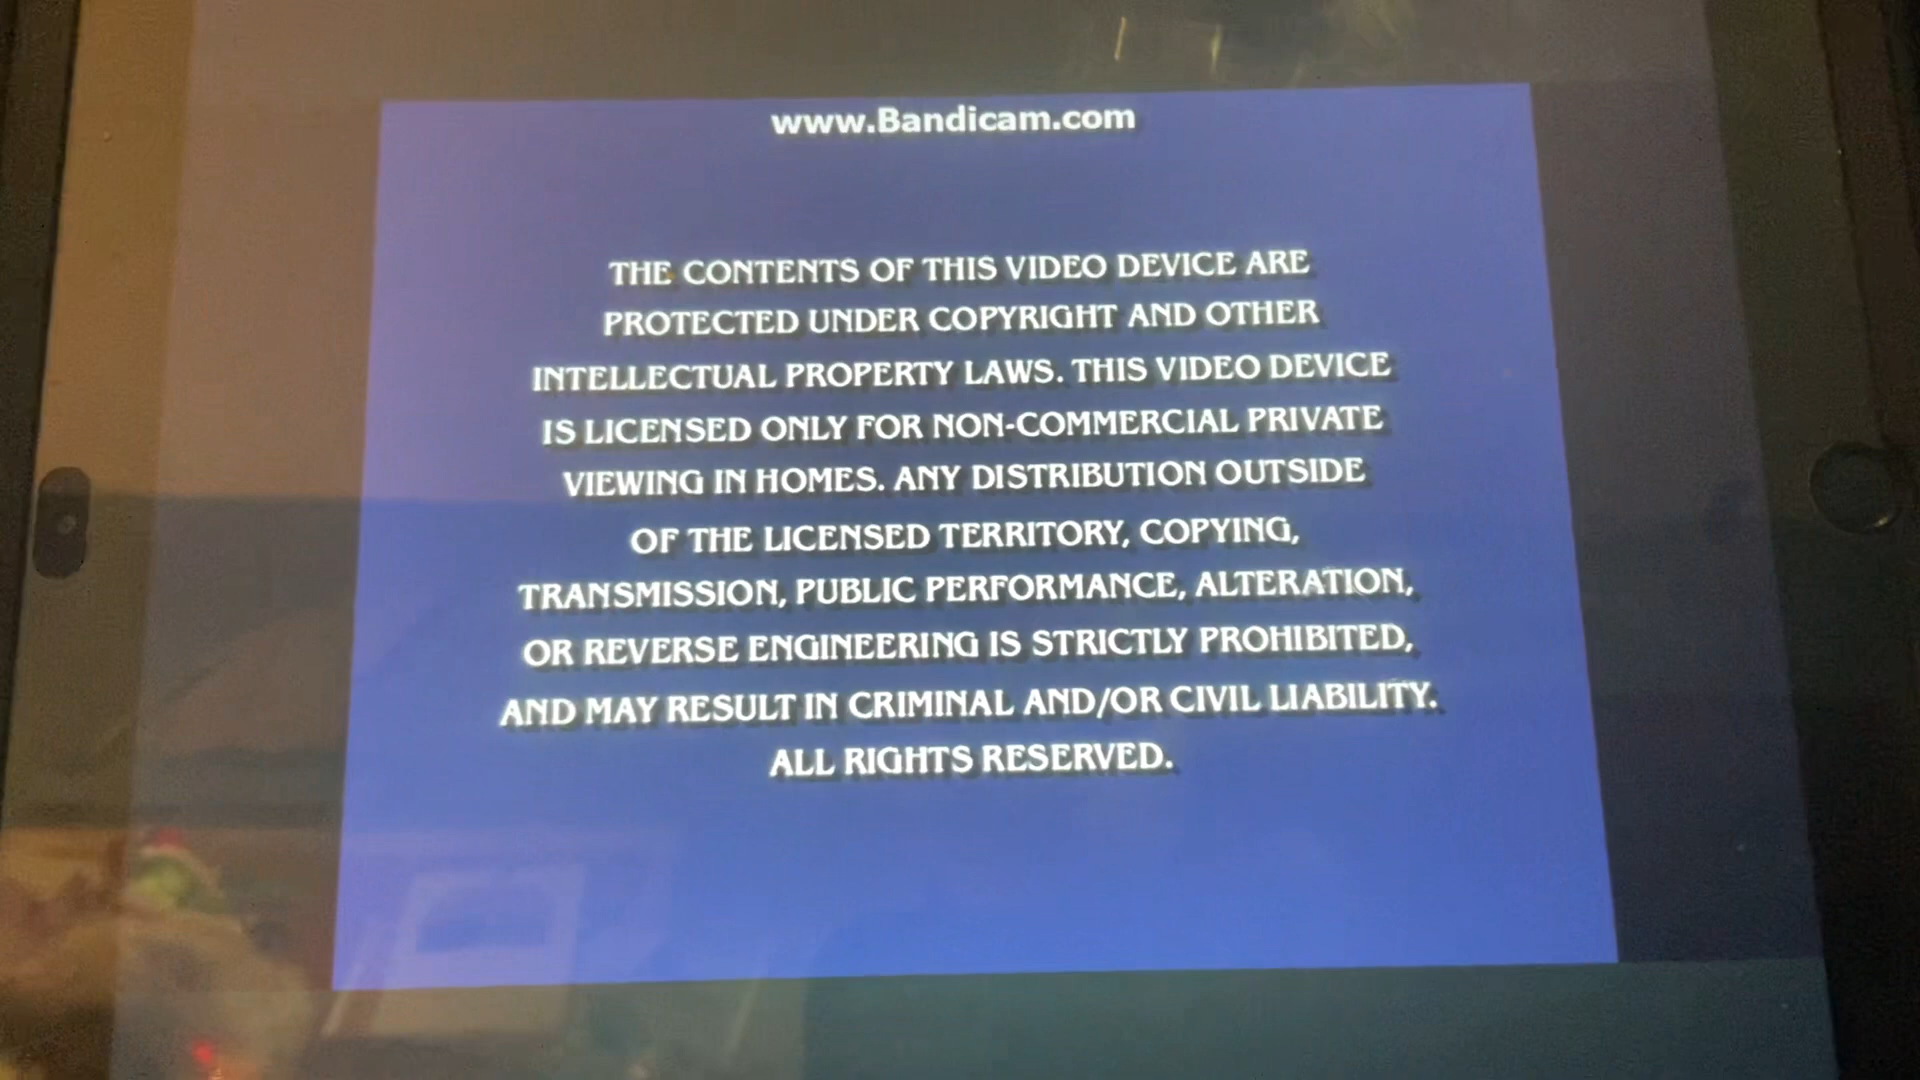 www.Bandicam.com
THE CONTENTS OF THIS VIDEO DEVICE ARE
PROTECTED UNDER COPYRIGHT AND OTHER
INTELLECTUAL PROPERTY LAWS. THIS VIDEO DEVICE
IS LICENSED ONLY FOR NON-COMMERCIAL PRIVATE
VIEWING IN HOMES. ANY DISTRIBUTION OUTSIDE
OF THE LICENSED TERRITORY, COPYING,
TRANSMISSION, PUBLIC PERFORMANCE, ALTERATION,
OR REVERSE ENGINEERING IS STRICTLY PROHIBITED,
AND MAY RESULT IN CRIMINAL AND/OR CIVIL LIABILITY.
ALL RIGHTS RESERVED.